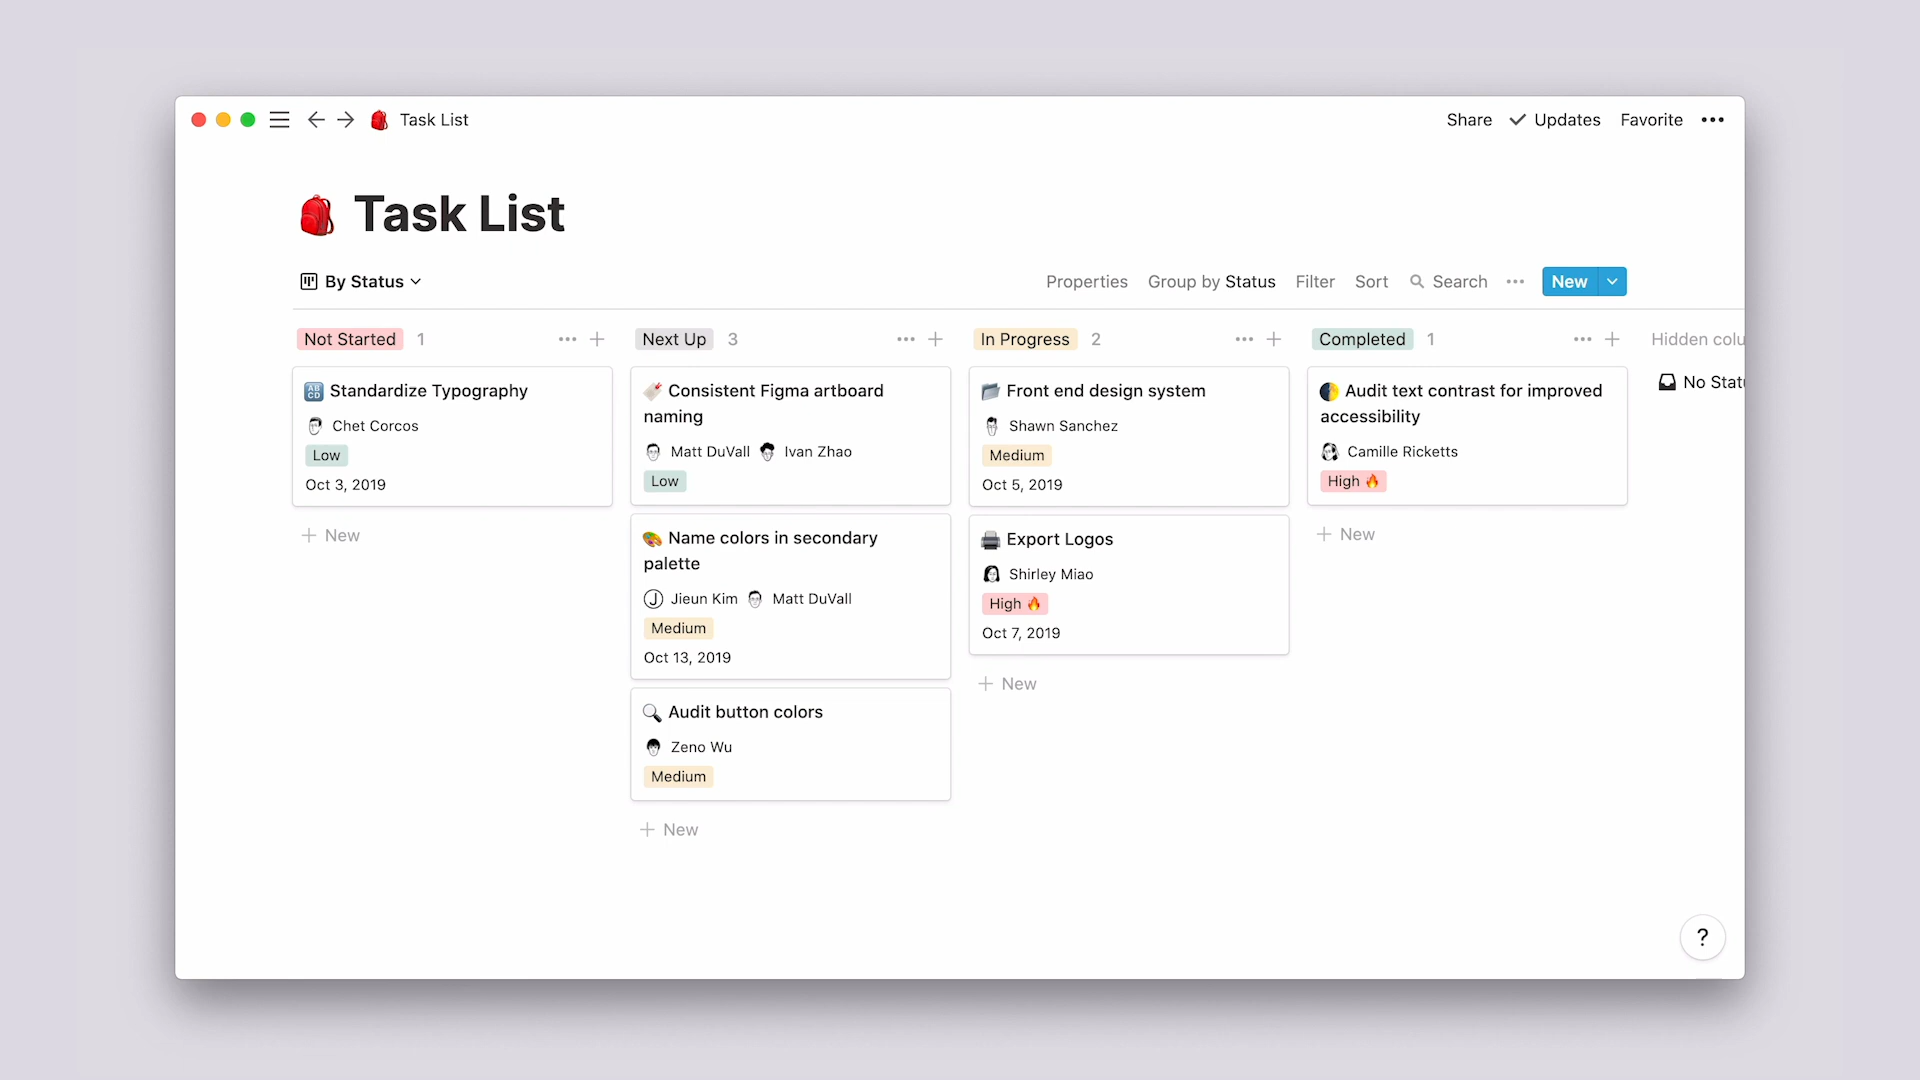 Task List
Share Updates Favorite
Task List
By Status
Properties Group by Status Filter Sort Search New
Not Started 1
Standardize Typography
Chet Corcos
Low
Oct 3, 2019
New
Next Up 3
Consistent Figma artboard
naming
Matt DuVall Ivan Zhao
Low
Name colors in secondary
palette
J Jieun Kim Matt DuVall
Medium
Oct 13, 2019
Audit button colors
Zeno Wu
Medium
New
In Progress 2
Front end design system
Shawn Sanchez
Medium
Oct 5, 2019
Export Logos
Shirley Miao
High
Oct 7, 2019
New
Completed 1
Audit text contrast for improved
accessibility
Camille Ricketts
High
New
Hidden colu
No Statu
?